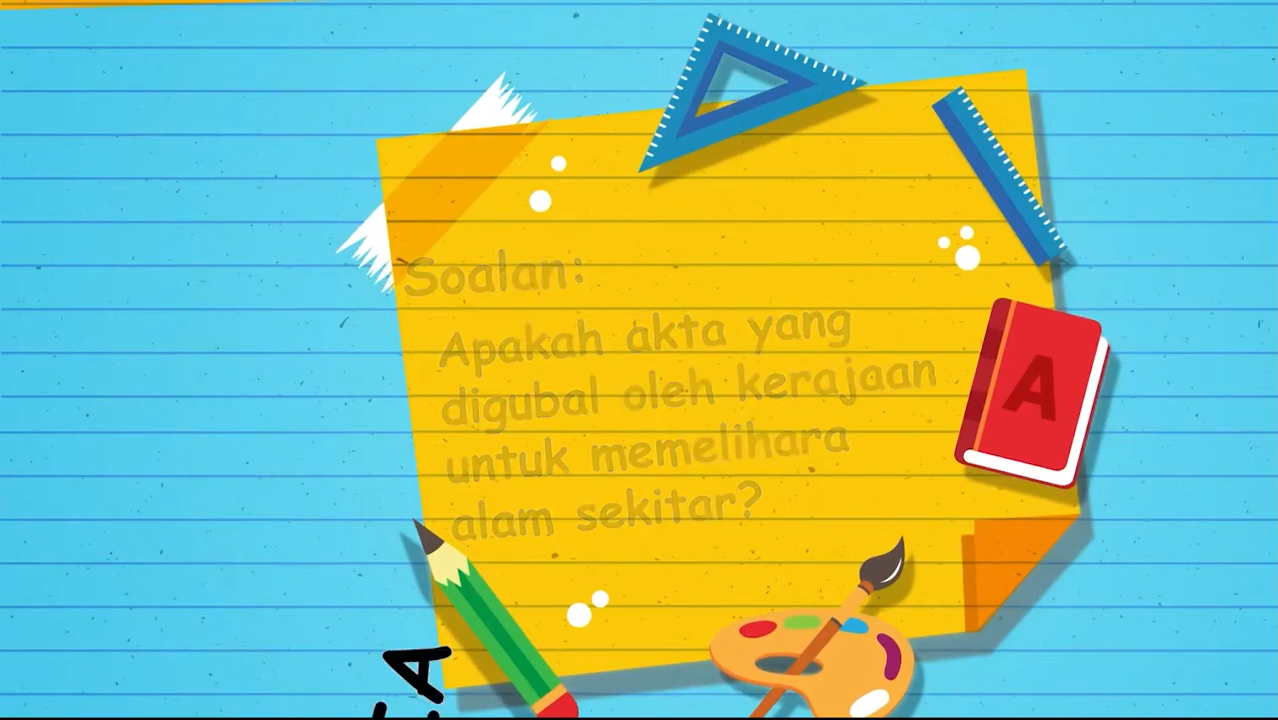 Soalan:
Apakah akta yang
digubal oleh kerajaan
untuk memelihara
alam sekitar?
A
A